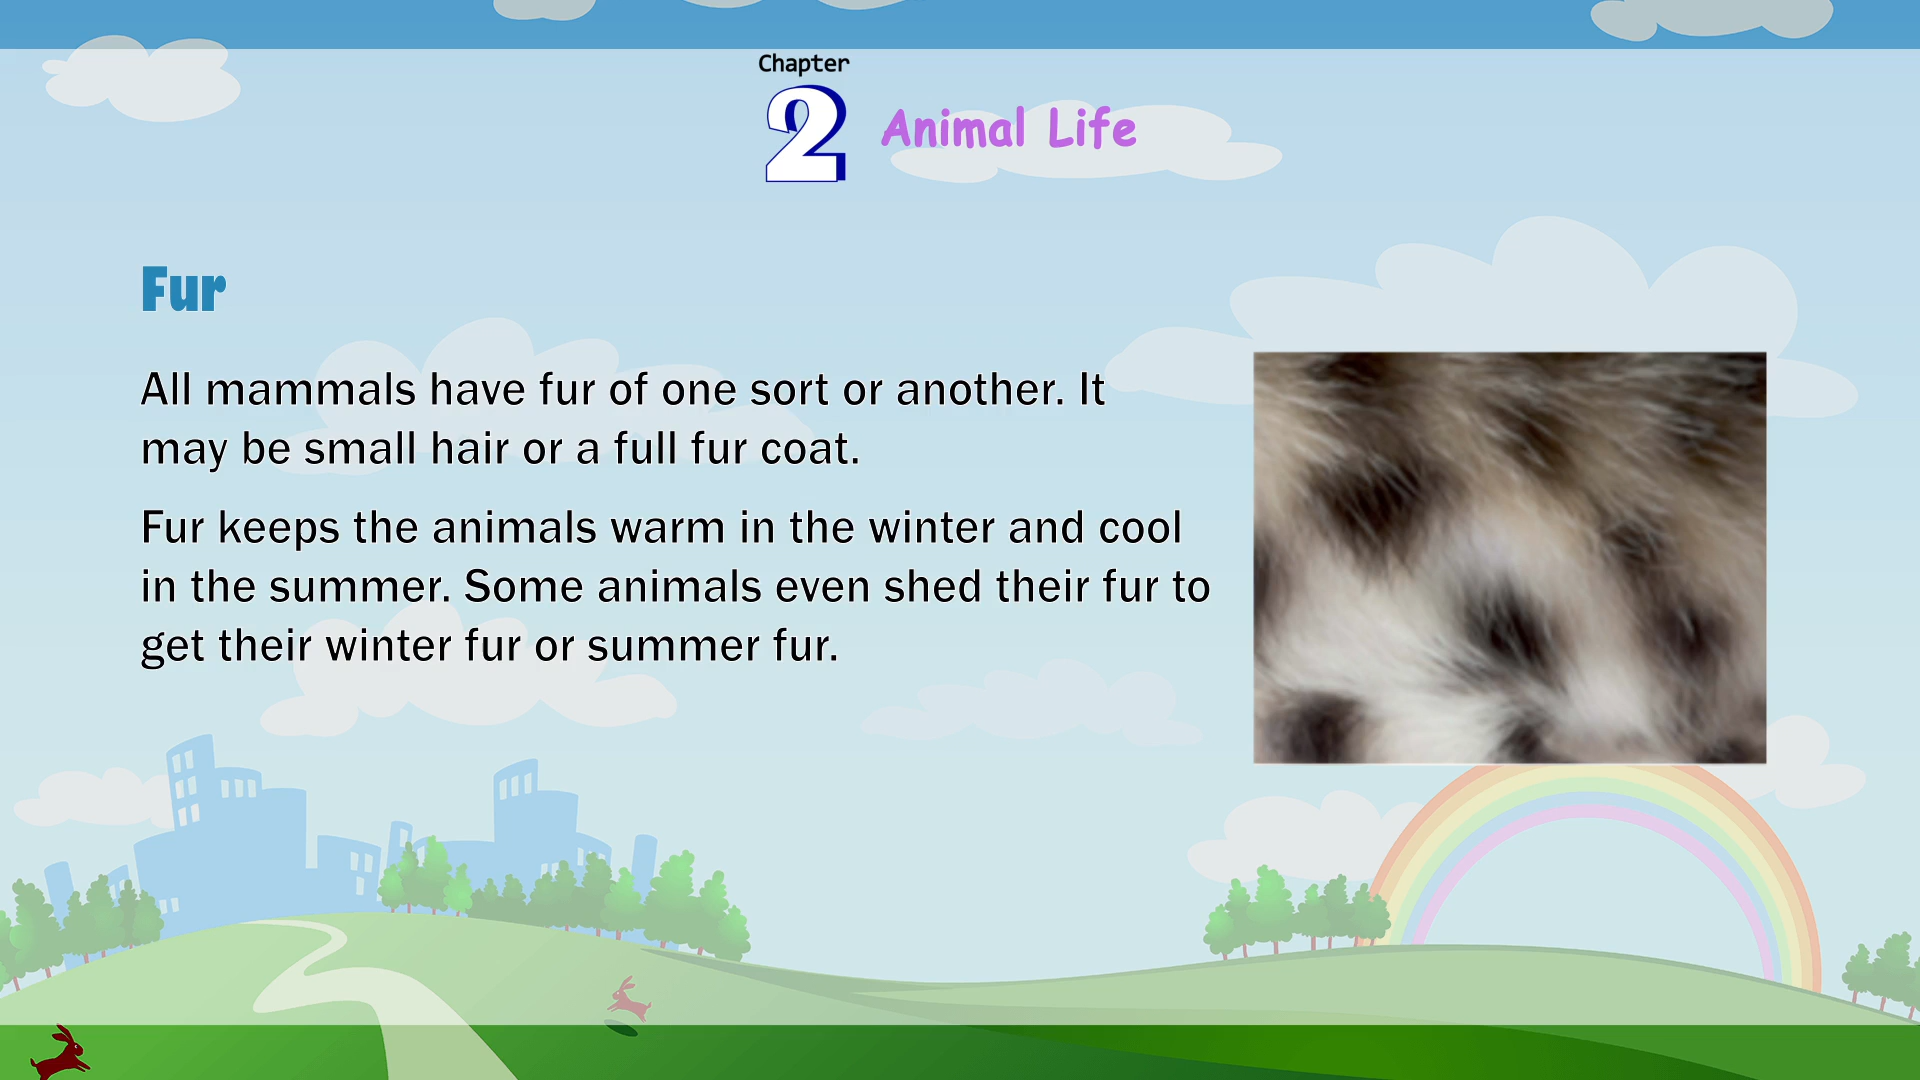 Chapter
2 Animal Life
Fur
All mammals have fur of one sort or another. It
may be small hair or a full fur coat.
Fur keeps the animals warm in the winter and cool
in the summer. Some animals even shed their fur to
get their winter fur or summer fur.